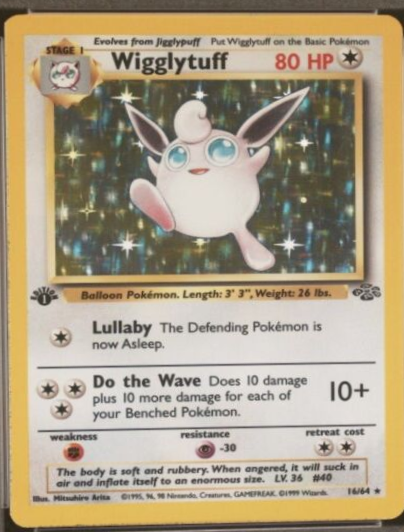 Evolves from Jigglypuff Put Wigglytuff on the Basic Pokémon
STAGE 1
Wigglytuff 80 HP
1
Balloon Pokémon. Length: 3' 3", Weight: 26 lbs.
Lullaby The Defending Pokémon is
now Asleep.
Do the Wave Does 10 damage
plus 10 more damage for each of
your Benched Pokémon.
10+
weakness resistance retreat cost
-30
The body is soft and rubbery. When angered, it will suck in
air and inflate itself to an enormous size. LV. 36 #40
Illus. Mitsuhiro Arita ©1995, 96, 98 Nintendo, Creatures, GAMEFREAK. ©1999 Wizards. 16/64 ★